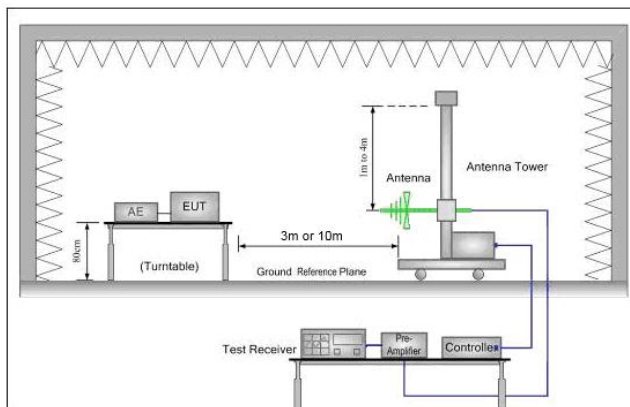 1m to 4m
Antenna
Antenna Tower
AE
EUT
3m or 10m
80cm
(Turntable)
Ground Reference Plane
Test Receiver
Pre-
Amplifier
Controller